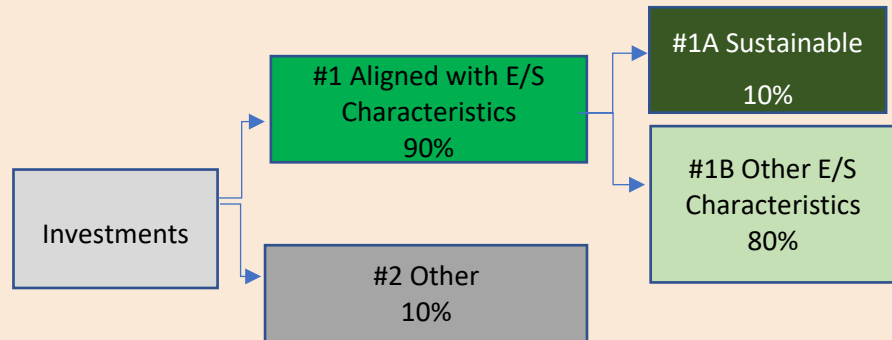 Investments
#1 Aligned with E/S
Characteristics
90%
#2 Other
10%
#1A Sustainable
10%
#1B Other E/S
Characteristics
80%